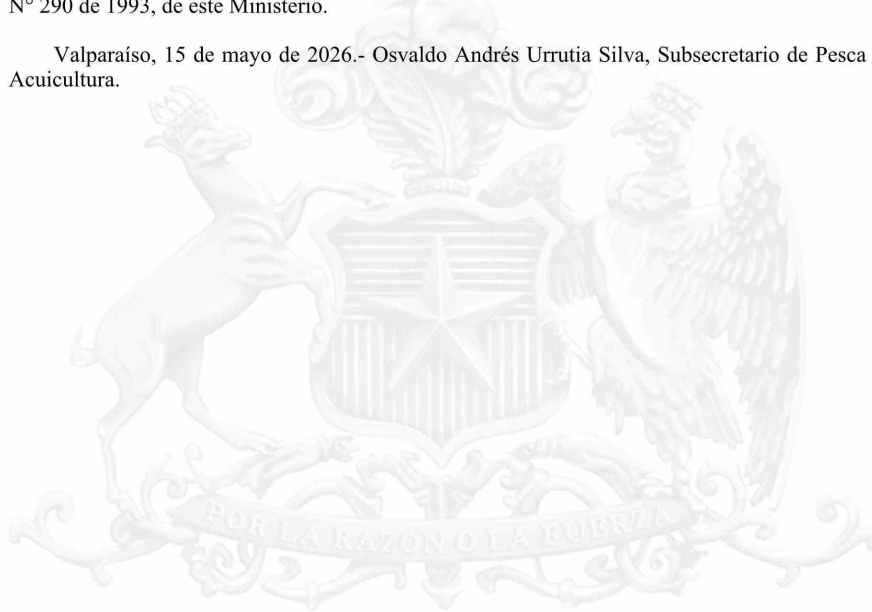 N° 290 de 1993, de este Ministerio.
Valparaíso, 15 de mayo de 2026.- Osvaldo Andrés Urrutia Silva, Subsecretario de Pesca
Acuicultura.
POR LA RAZÓN O LA FUERZA